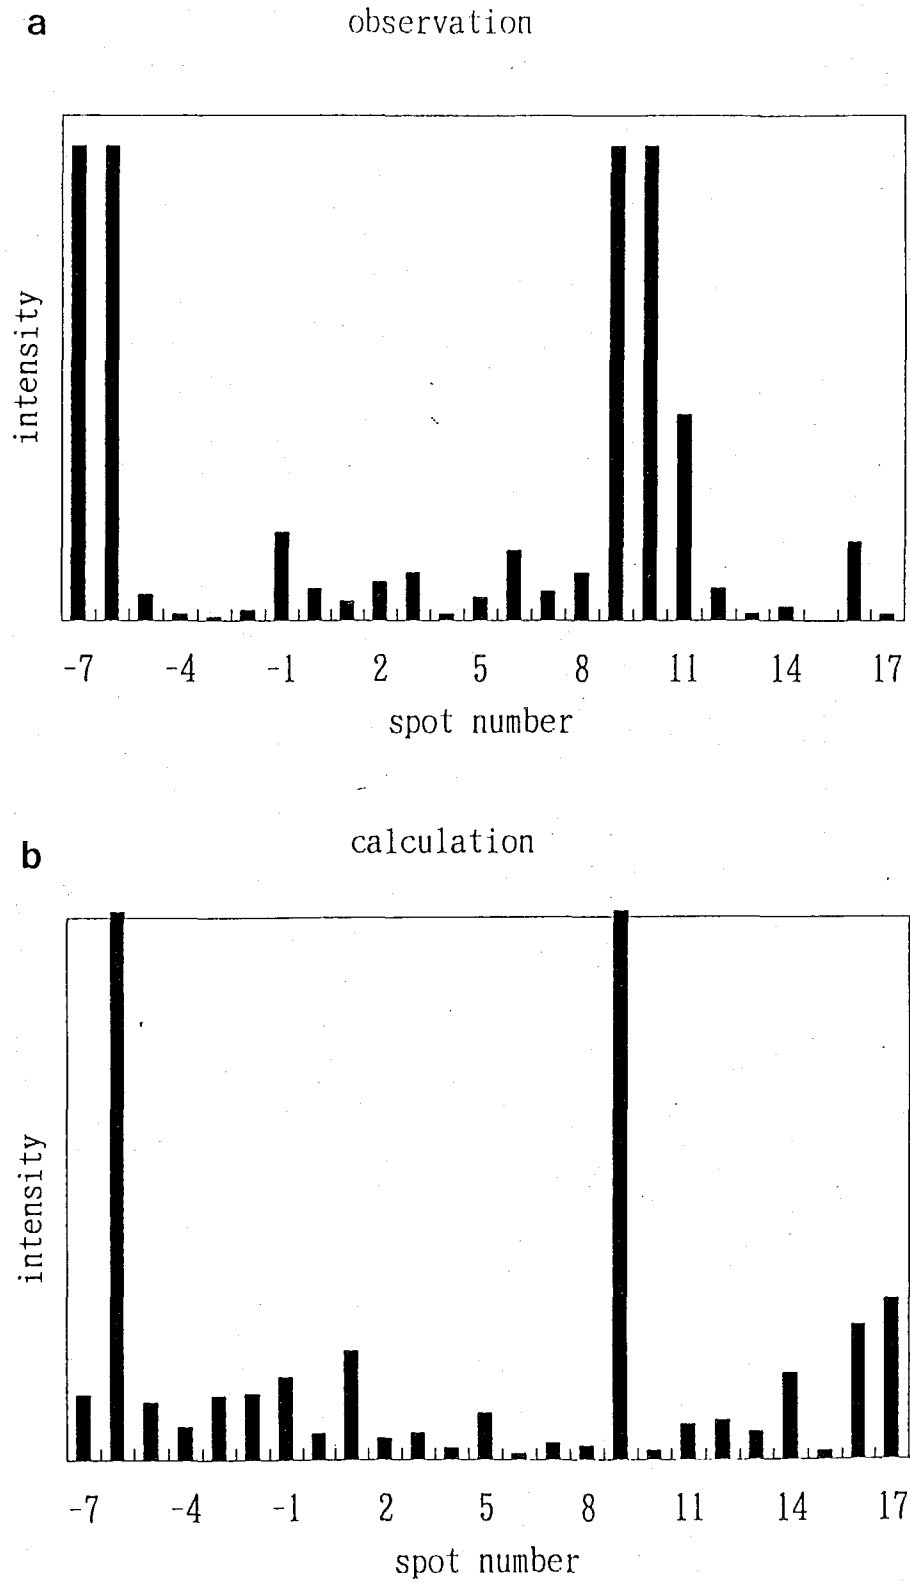 a
observation
intensity
-7 -4 -1 2 5 8 11 14 17
spot number
b
calculation
intensity
-7 -4 -1 2 5 8 11 14 17
spot number